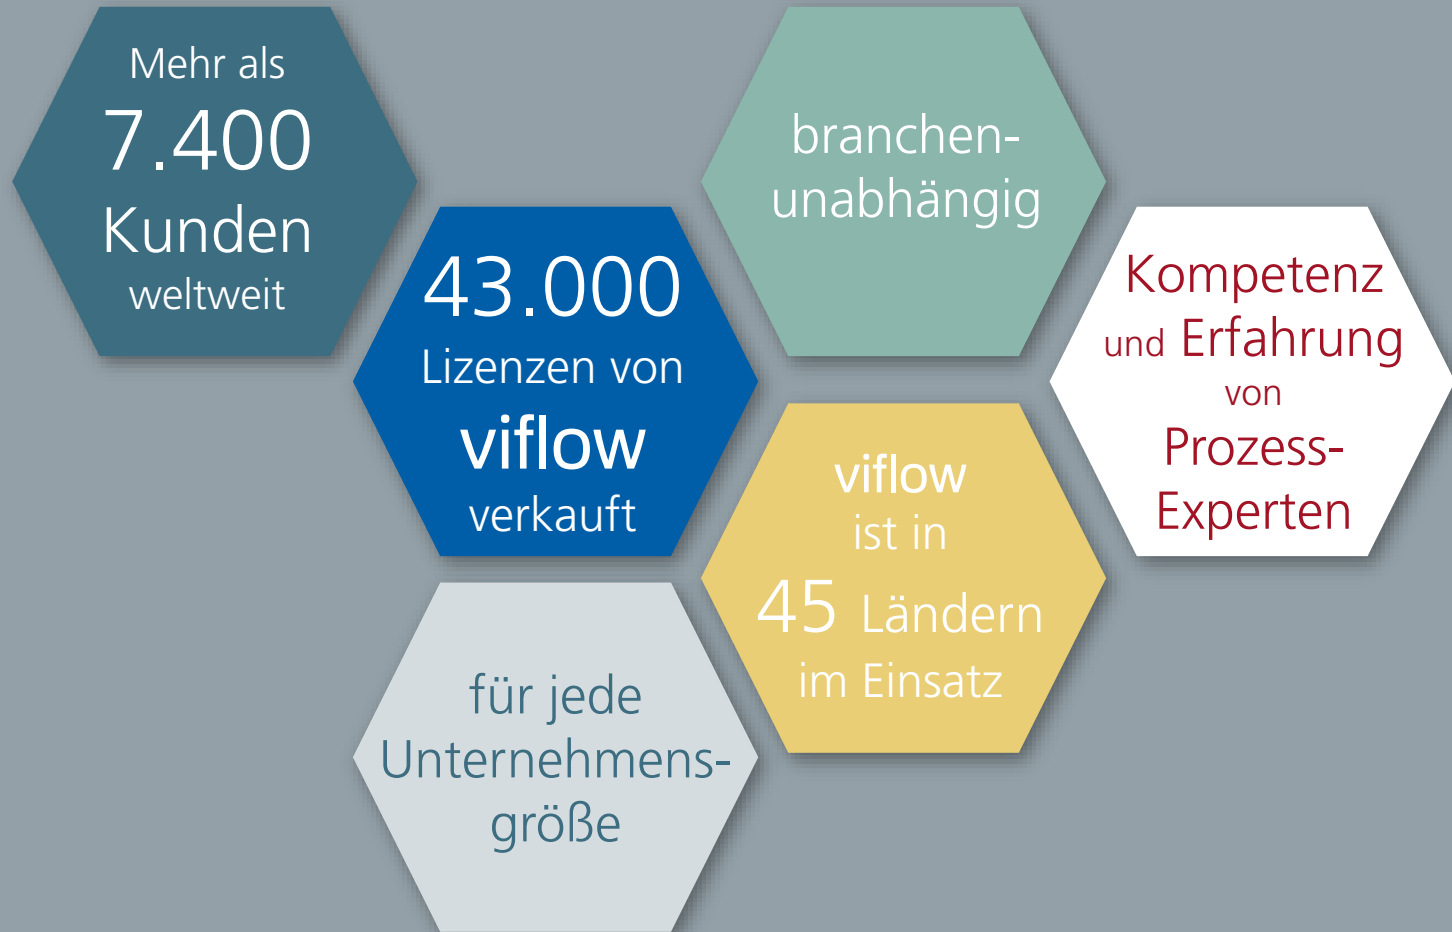 Mehr als
7.400
Kunden
weltweit
43.000
Lizenzen von
viflow
verkauft
branchen-
unabhängig
Kompetenz
und Erfahrung
von
Prozess-
Experten
viflow
ist in
45 Ländern
im Einsatz
für jede
Unternehmens-
größe